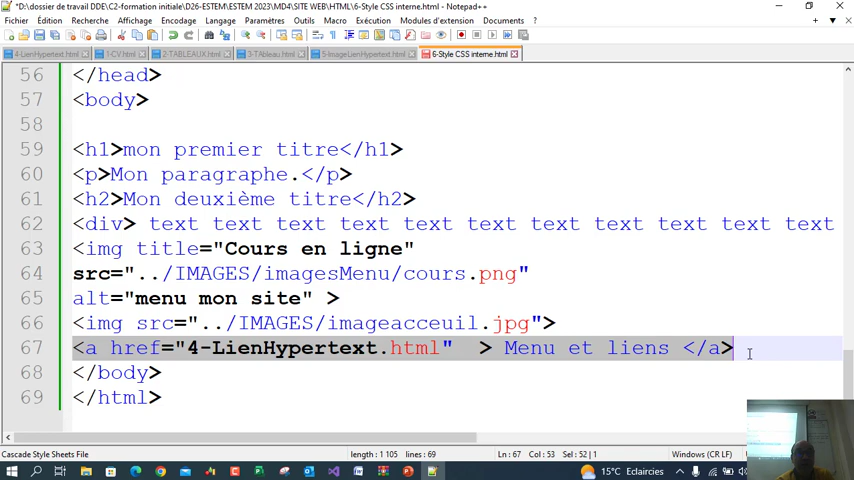 *D:\dossier de travail DDE\C2-formation initiale\D26-ESTEM\ESTEM 2023\MD4\SITE WEB\HTML\6-Style CSS interne.html - Notepad++
Fichier Édition Recherche Affichage Encodage Langage Paramètres Outils Macro Exécution Modules d'extension Documents ?
4-LienHypertext.html 1-CV.html 2-TABLEAUX.html 3-TAbleau.html 5-ImageLienHypertext.html 6-Style CSS interne.html
56 </head>
57 <body>
58
59 <h1>mon premier titre</h1>
60 <p>Mon paragraphe.</p>
61 <h2>Mon deuxième titre</h2>
62 <div> text text text text text text text text text text text
63 <img title="Cours en ligne"
64 src="../IMAGES/imagesMenu/cours.png"
65 alt="menu mon site" >
66 <img src="../IMAGES/imageacceuil.jpg">
67 <a href="4-LienHypertext.html" > Menu et liens </a>
68 </body>
69 </html>
Cascade Style Sheets File length : 1 105 lines : 69 Ln : 67 Col : 53 Sel : 52 | 1 Windows (CR LF)
15°C Eclaircies